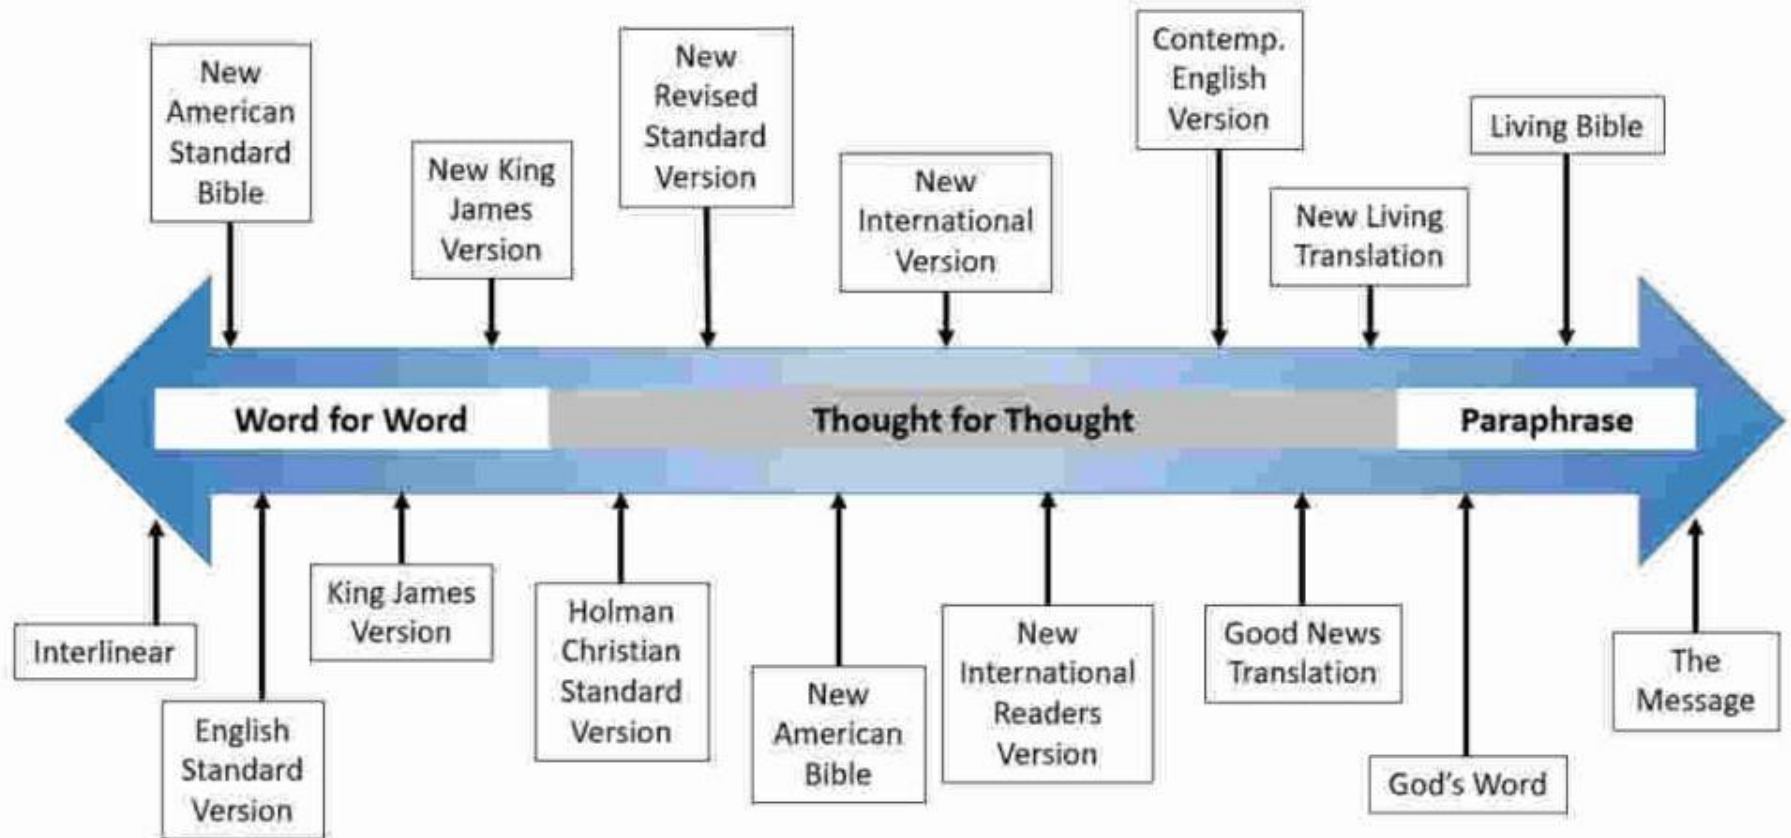 New
American
Standard
Bible
New King
James
Version
New
Revised
Standard
Version
New
International
Version
Contemp.
English
Version
New Living
Translation
Living Bible
Word for Word
Thought for Thought
Paraphrase
Interlinear
English
Standard
Version
King James
Version
Holman
Christian
Standard
Version
New
American
Bible
New
International
Readers
Version
Good News
Translation
God's Word
The
Message